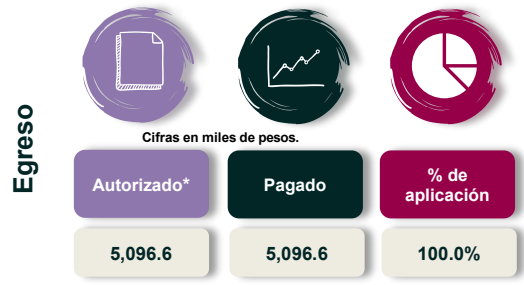 Egreso
Cifras en miles de pesos.
Autorizado*
Pagado
% de
aplicación
5,096.6
5,096.6
100.0%